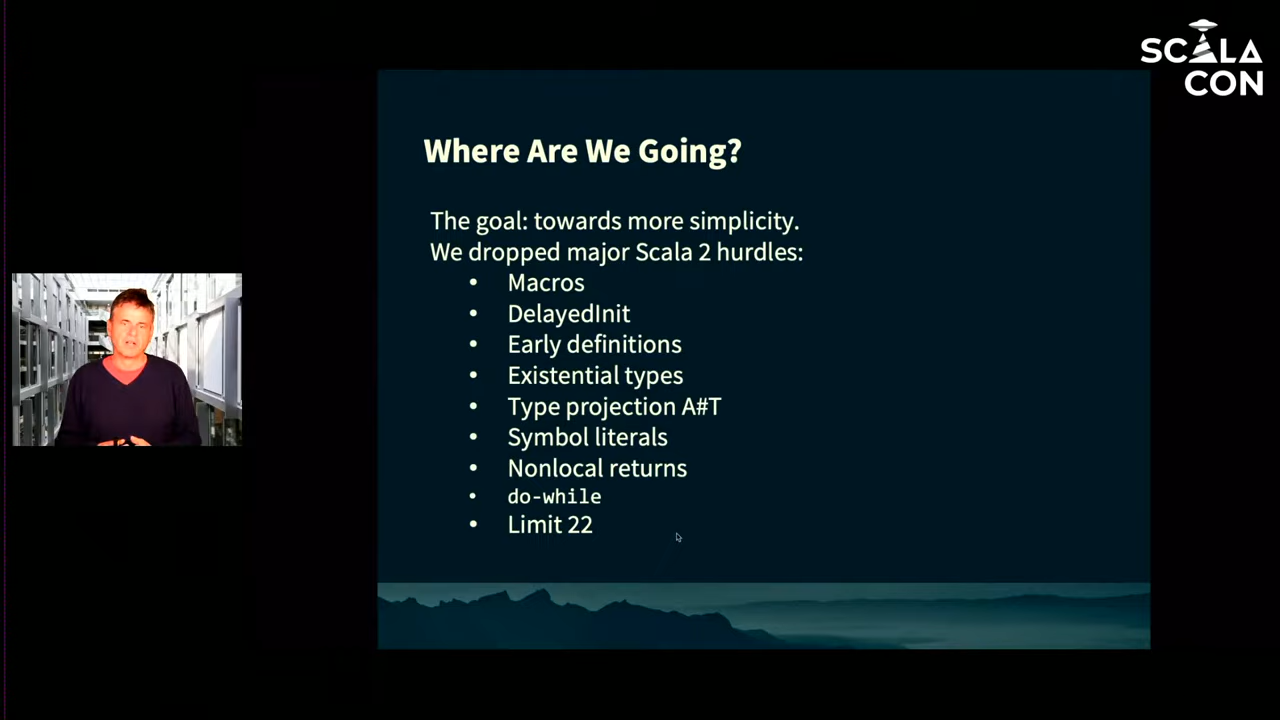 SCALA
CON
Where Are We Going?
The goal: towards more simplicity.
We dropped major Scala 2 hurdles:
• Macros
• DelayedInit
• Early definitions
• Existential types
• Type projection A#T
• Symbol literals
• Nonlocal returns
• do-while
• Limit 22